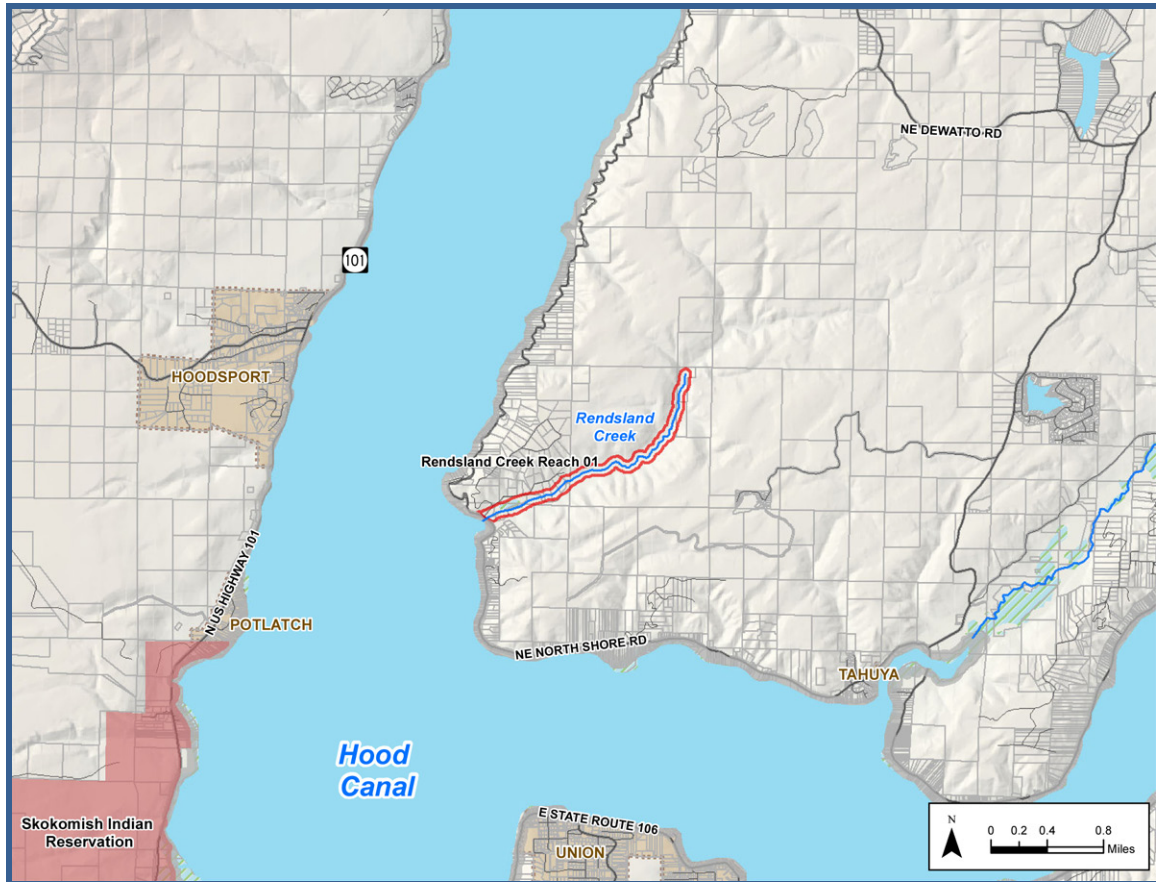 NE DEWATTO RD
101
HOODSPORT
Rendsland
Creek
Rendsland Creek Reach 01
N US HIGHWAY 101
POTLATCH
NE NORTH SHORE RD
TAHUYA
Hood
Canal
Skokomish Indian
Reservation
E STATE ROUTE 106
UNION
N
0 0.2 0.4 0.8
Miles